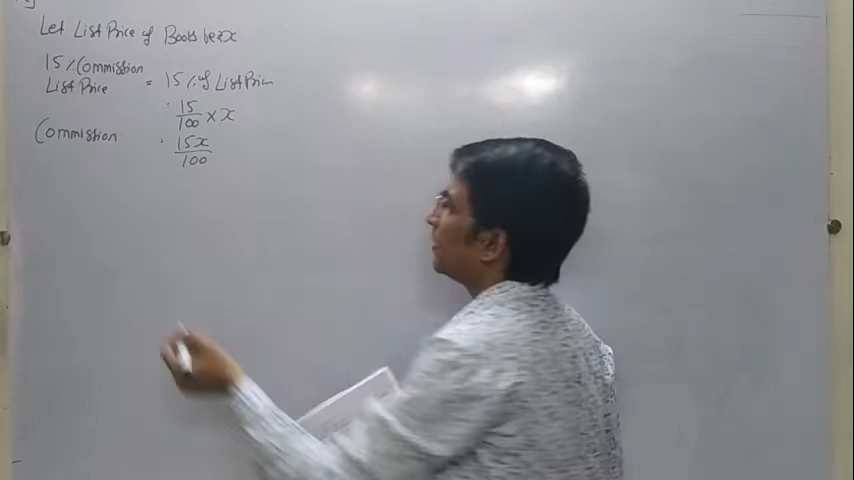 Let List Price of Books be = x
15% Commission
List Price = 15% of List Price
= 15/100 × x
Commission = 15x/100